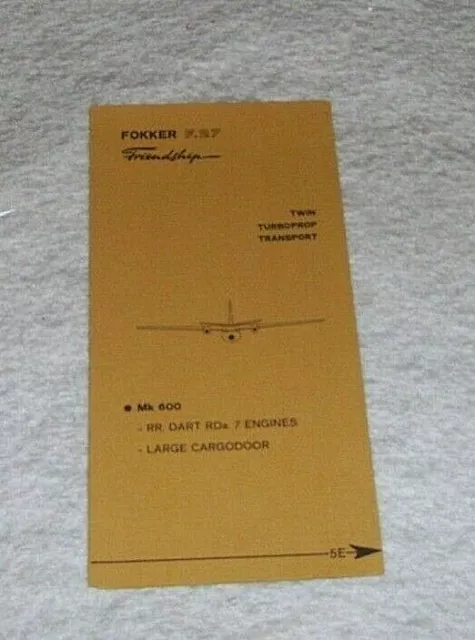 FOKKER F.27
Friendship
TWIN
TURBOPROP
TRANSPORT
• Mk 600
- RR. DART RDa 7 ENGINES
- LARGE CARGODOOR
5E